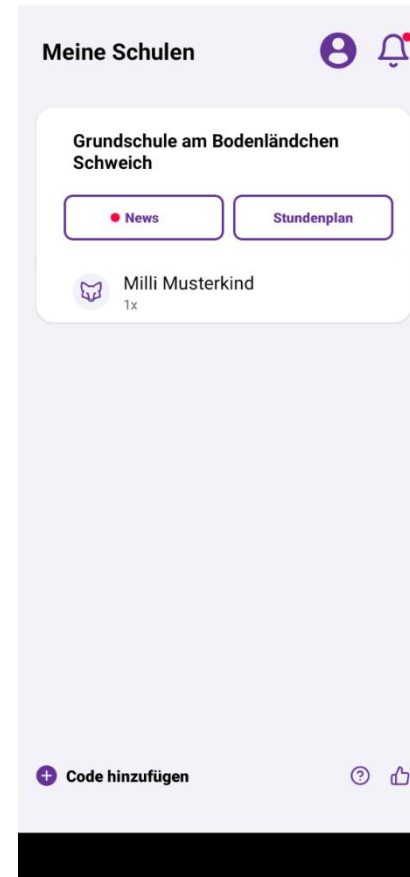 Meine Schulen
Grundschule am Bodenländchen
Schweich
News
Stundenplan
Milli Musterkind
1x
Code hinzufügen